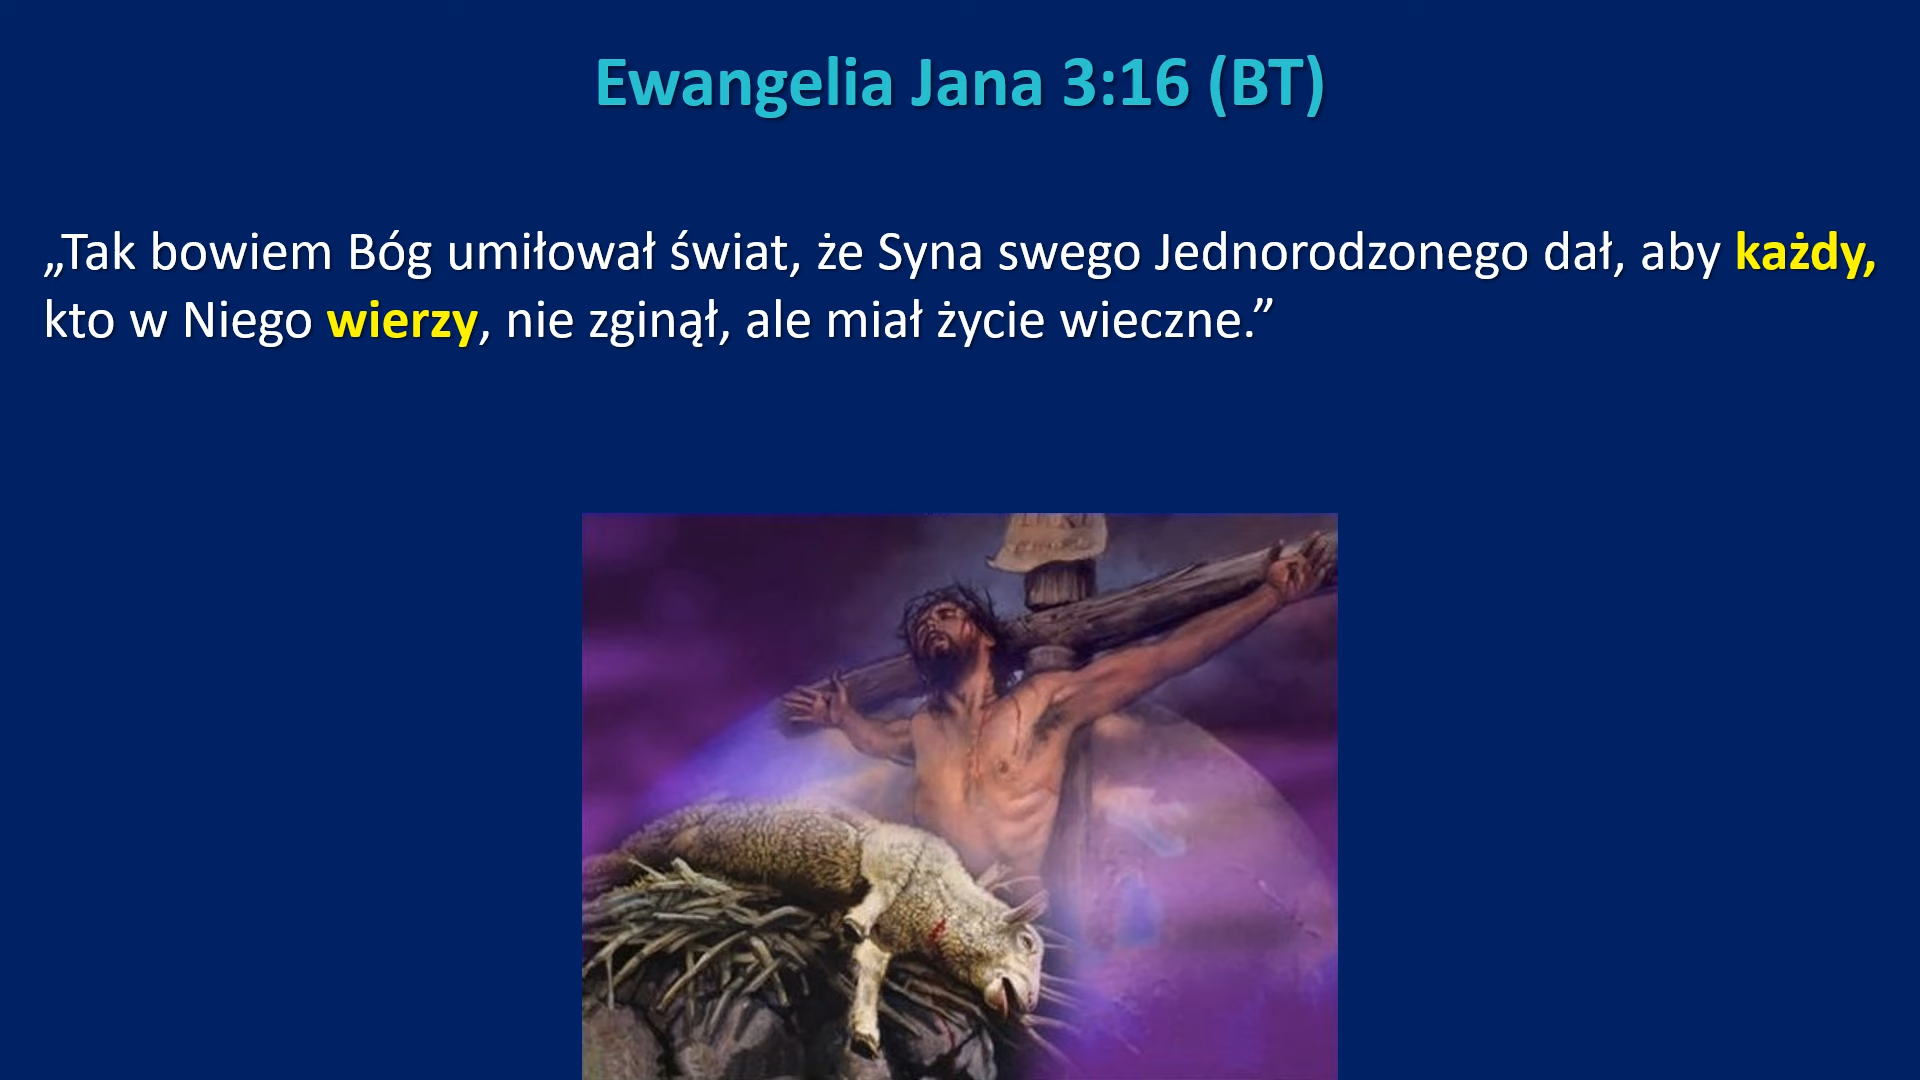 Ewangelia Jana 3:16 (BT)
„Tak bowiem Bóg umiłował świat, że Syna swego Jednorodzonego dał, aby każdy,
kto w Niego wierzy, nie zginął, ale miał życie wieczne.”